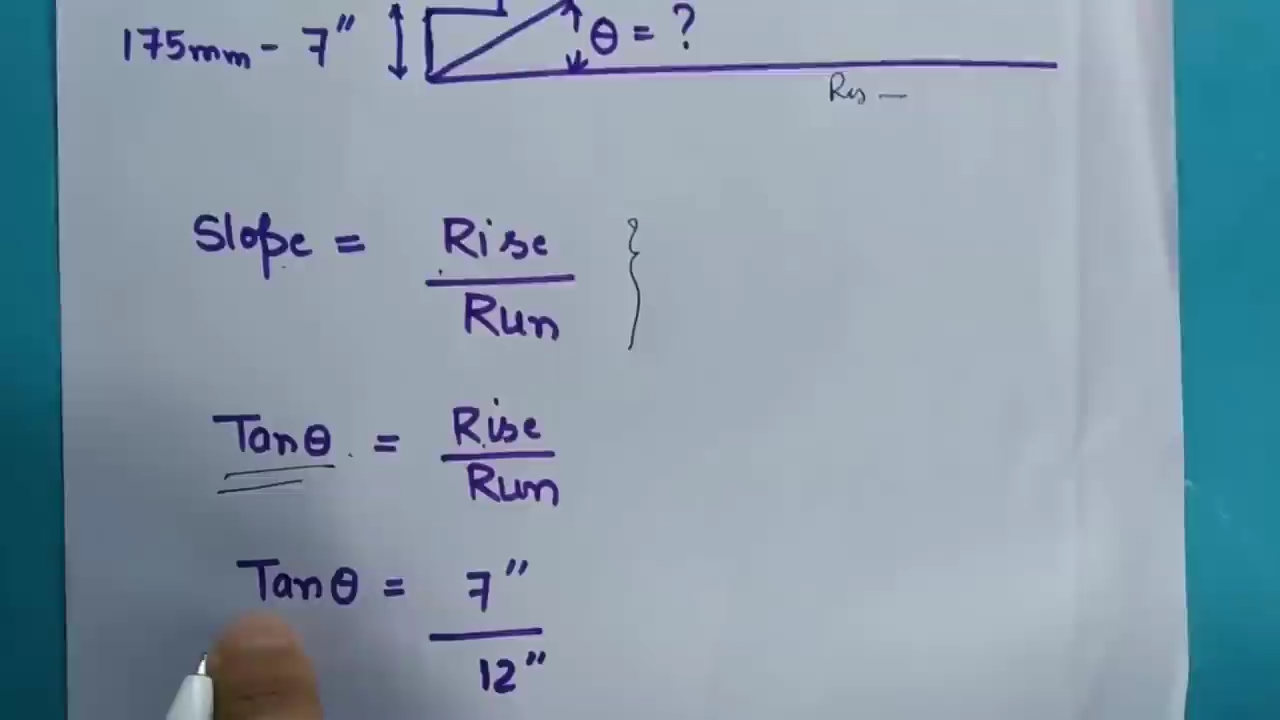 175mm - 7" θ = ?
Slope = Rise / Run
Tanθ = Rise / Run
Tanθ = 7" / 12"